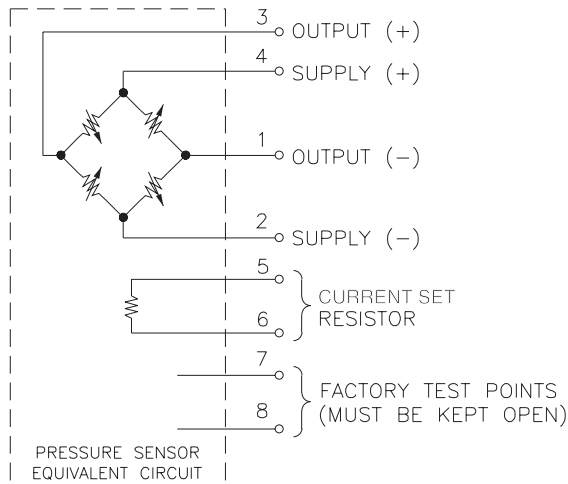 3
OUTPUT (+)
4
SUPPLY (+)
1
OUTPUT (-)
2
SUPPLY (-)
5
CURRENT SET
RESISTOR
6
7
FACTORY TEST POINTS
(MUST BE KEPT OPEN)
8
PRESSURE SENSOR
EQUIVALENT CIRCUIT